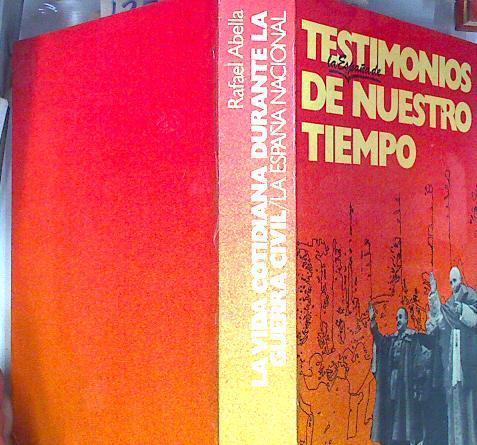 Rafael Abella
LA VIDA COTIDIANA DURANTE LA
GUERRA CIVIL/LA ESPAÑA NACIONAL
TESTIMONIOS
la España de
DE NUESTRO
TIEMPO